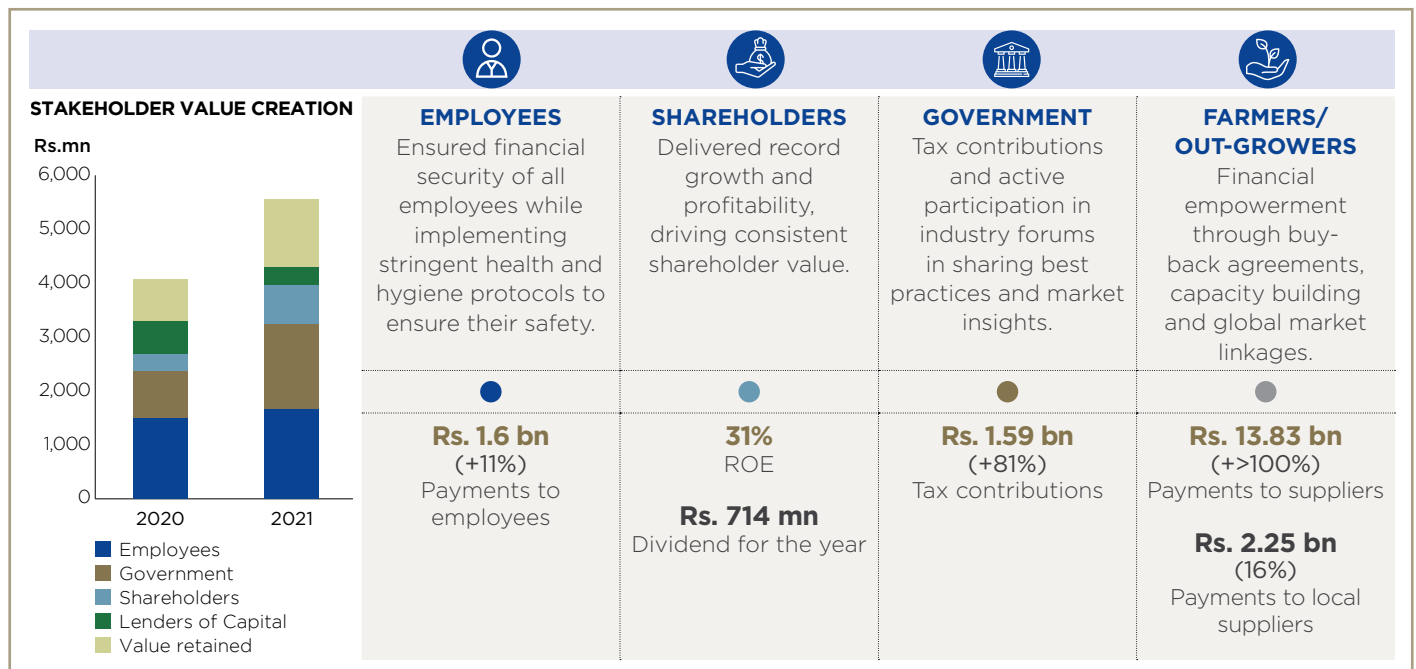 STAKEHOLDER VALUE CREATION
Rs.mn
6,000
5,000
4,000
3,000
2,000
1,000
0
2020
2021
Employees
Government
Shareholders
Lenders of Capital
Value retained
EMPLOYEES
Ensured financial
security of all
employees while
implementing
stringent health and
hygiene protocols to
ensure their safety.
Rs. 1.6 bn
(+11%)
Payments to
employees
SHAREHOLDERS
Delivered record
growth and
profitability,
driving consistent
shareholder value.
31%
ROE
Rs. 714 mn
Dividend for the year
GOVERNMENT
Tax contributions
and active
participation in
industry forums
in sharing best
practices and market
insights.
Rs. 1.59 bn
(+81%)
Tax contributions
FARMERS/
OUT-GROWERS
Financial
empowerment
through buy-
back agreements,
capacity building
and global market
linkages.
Rs. 13.83 bn
(+>100%)
Payments to suppliers
Rs. 2.25 bn
(16%)
Payments to local
suppliers